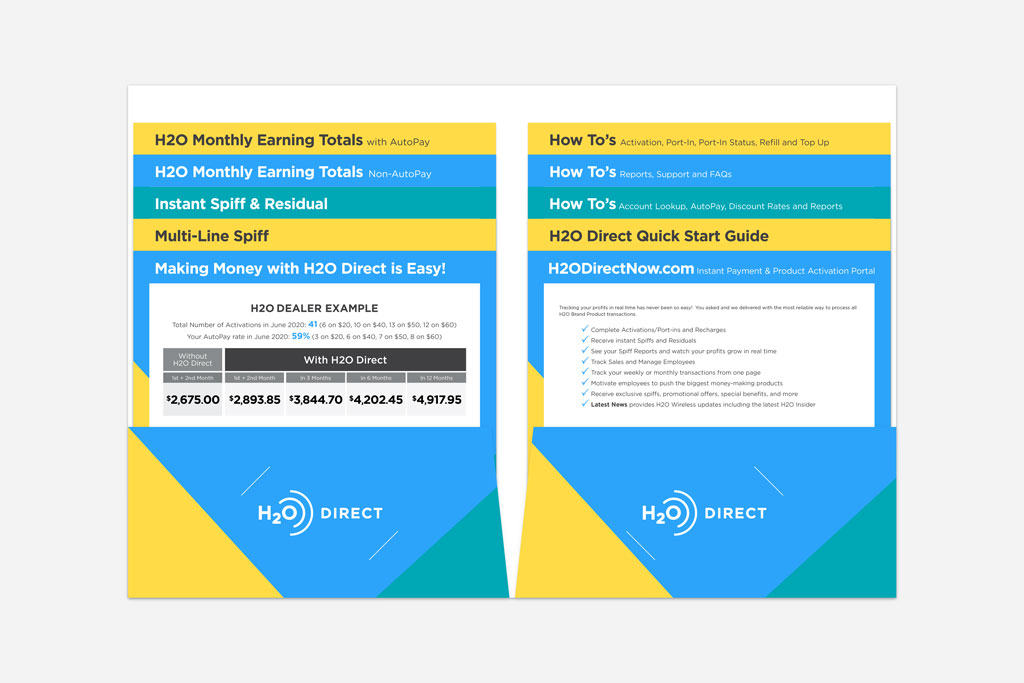 H2O Monthly Earning Totals with AutoPay
H2O Monthly Earning Totals Non-AutoPay
Instant Spiff & Residual
Multi-Line Spiff
Making Money with H2O Direct is Easy!
H2O DEALER EXAMPLE
Total Number of Activations in June 2020: 41 (6 on $20, 10 on $40, 13 on $50, 12 on $60)
Your AutoPay rate in June 2020: 59% (3 on $20, 6 on $40, 7 on $50, 8 on $60)
Without
H2O Direct
With H2O Direct
1st + 2nd Month 1st + 2nd Month In 3 Months In 6 Months In 12 Months
$2,675.00 $2,893.85 $3,844.70 $4,202.45 $4,917.95
H2O DIRECT
How To's Activation, Port-In, Port-In Status, Refill and Top Up
How To's Reports, Support and FAQs
How To's Account Lookup, AutoPay, Discount Rates and Reports
H2O Direct Quick Start Guide
H2ODirectNow.com Instant Payment & Product Activation Portal
Tracking your profits in real time has never been so easy! You asked and we delivered with the most reliable way to process all
H2O Brand Product transactions.
Complete Activations/Port-ins and Recharges
Receive instant Spiffs and Residuals
See your Spiff Reports and watch your profits grow in real time
Track Sales and Manage Employees
Track your weekly or monthly transactions from one page
Motivate employees to push the biggest money-making products
Receive exclusive spiffs, promotional offers, special benefits, and more
Latest News provides H2O Wireless updates including the latest H2O Insider
H2O DIRECT